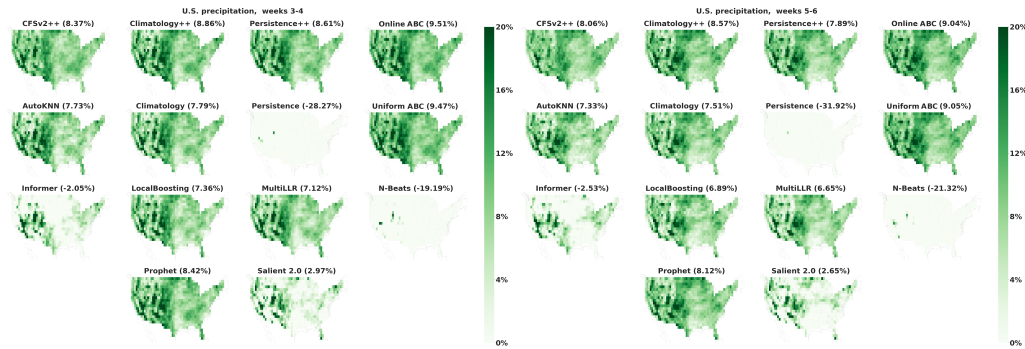 U.S. precipitation, weeks 3-4
CFSv2++ (8.37%) Climatology++ (8.86%) Persistence++ (8.61%) Online ABC (9.51%)
AutoKNN (7.73%) Climatology (7.79%) Persistence (-28.27%) Uniform ABC (9.47%)
Informer (-2.05%) LocalBoosting (7.36%) MultiLLR (7.12%) N-Beats (-19.19%)
Prophet (8.42%) Salient 2.0 (2.97%)
20%
16%
12%
8%
4%
0%
U.S. precipitation, weeks 5-6
CFSv2++ (8.06%) Climatology++ (8.57%) Persistence++ (7.89%) Online ABC (9.04%)
AutoKNN (7.33%) Climatology (7.51%) Persistence (-31.92%) Uniform ABC (9.05%)
Informer (-2.53%) LocalBoosting (6.89%) MultiLLR (6.65%) N-Beats (-21.32%)
Prophet (8.12%) Salient 2.0 (2.65%)
20%
16%
12%
8%
4%
0%